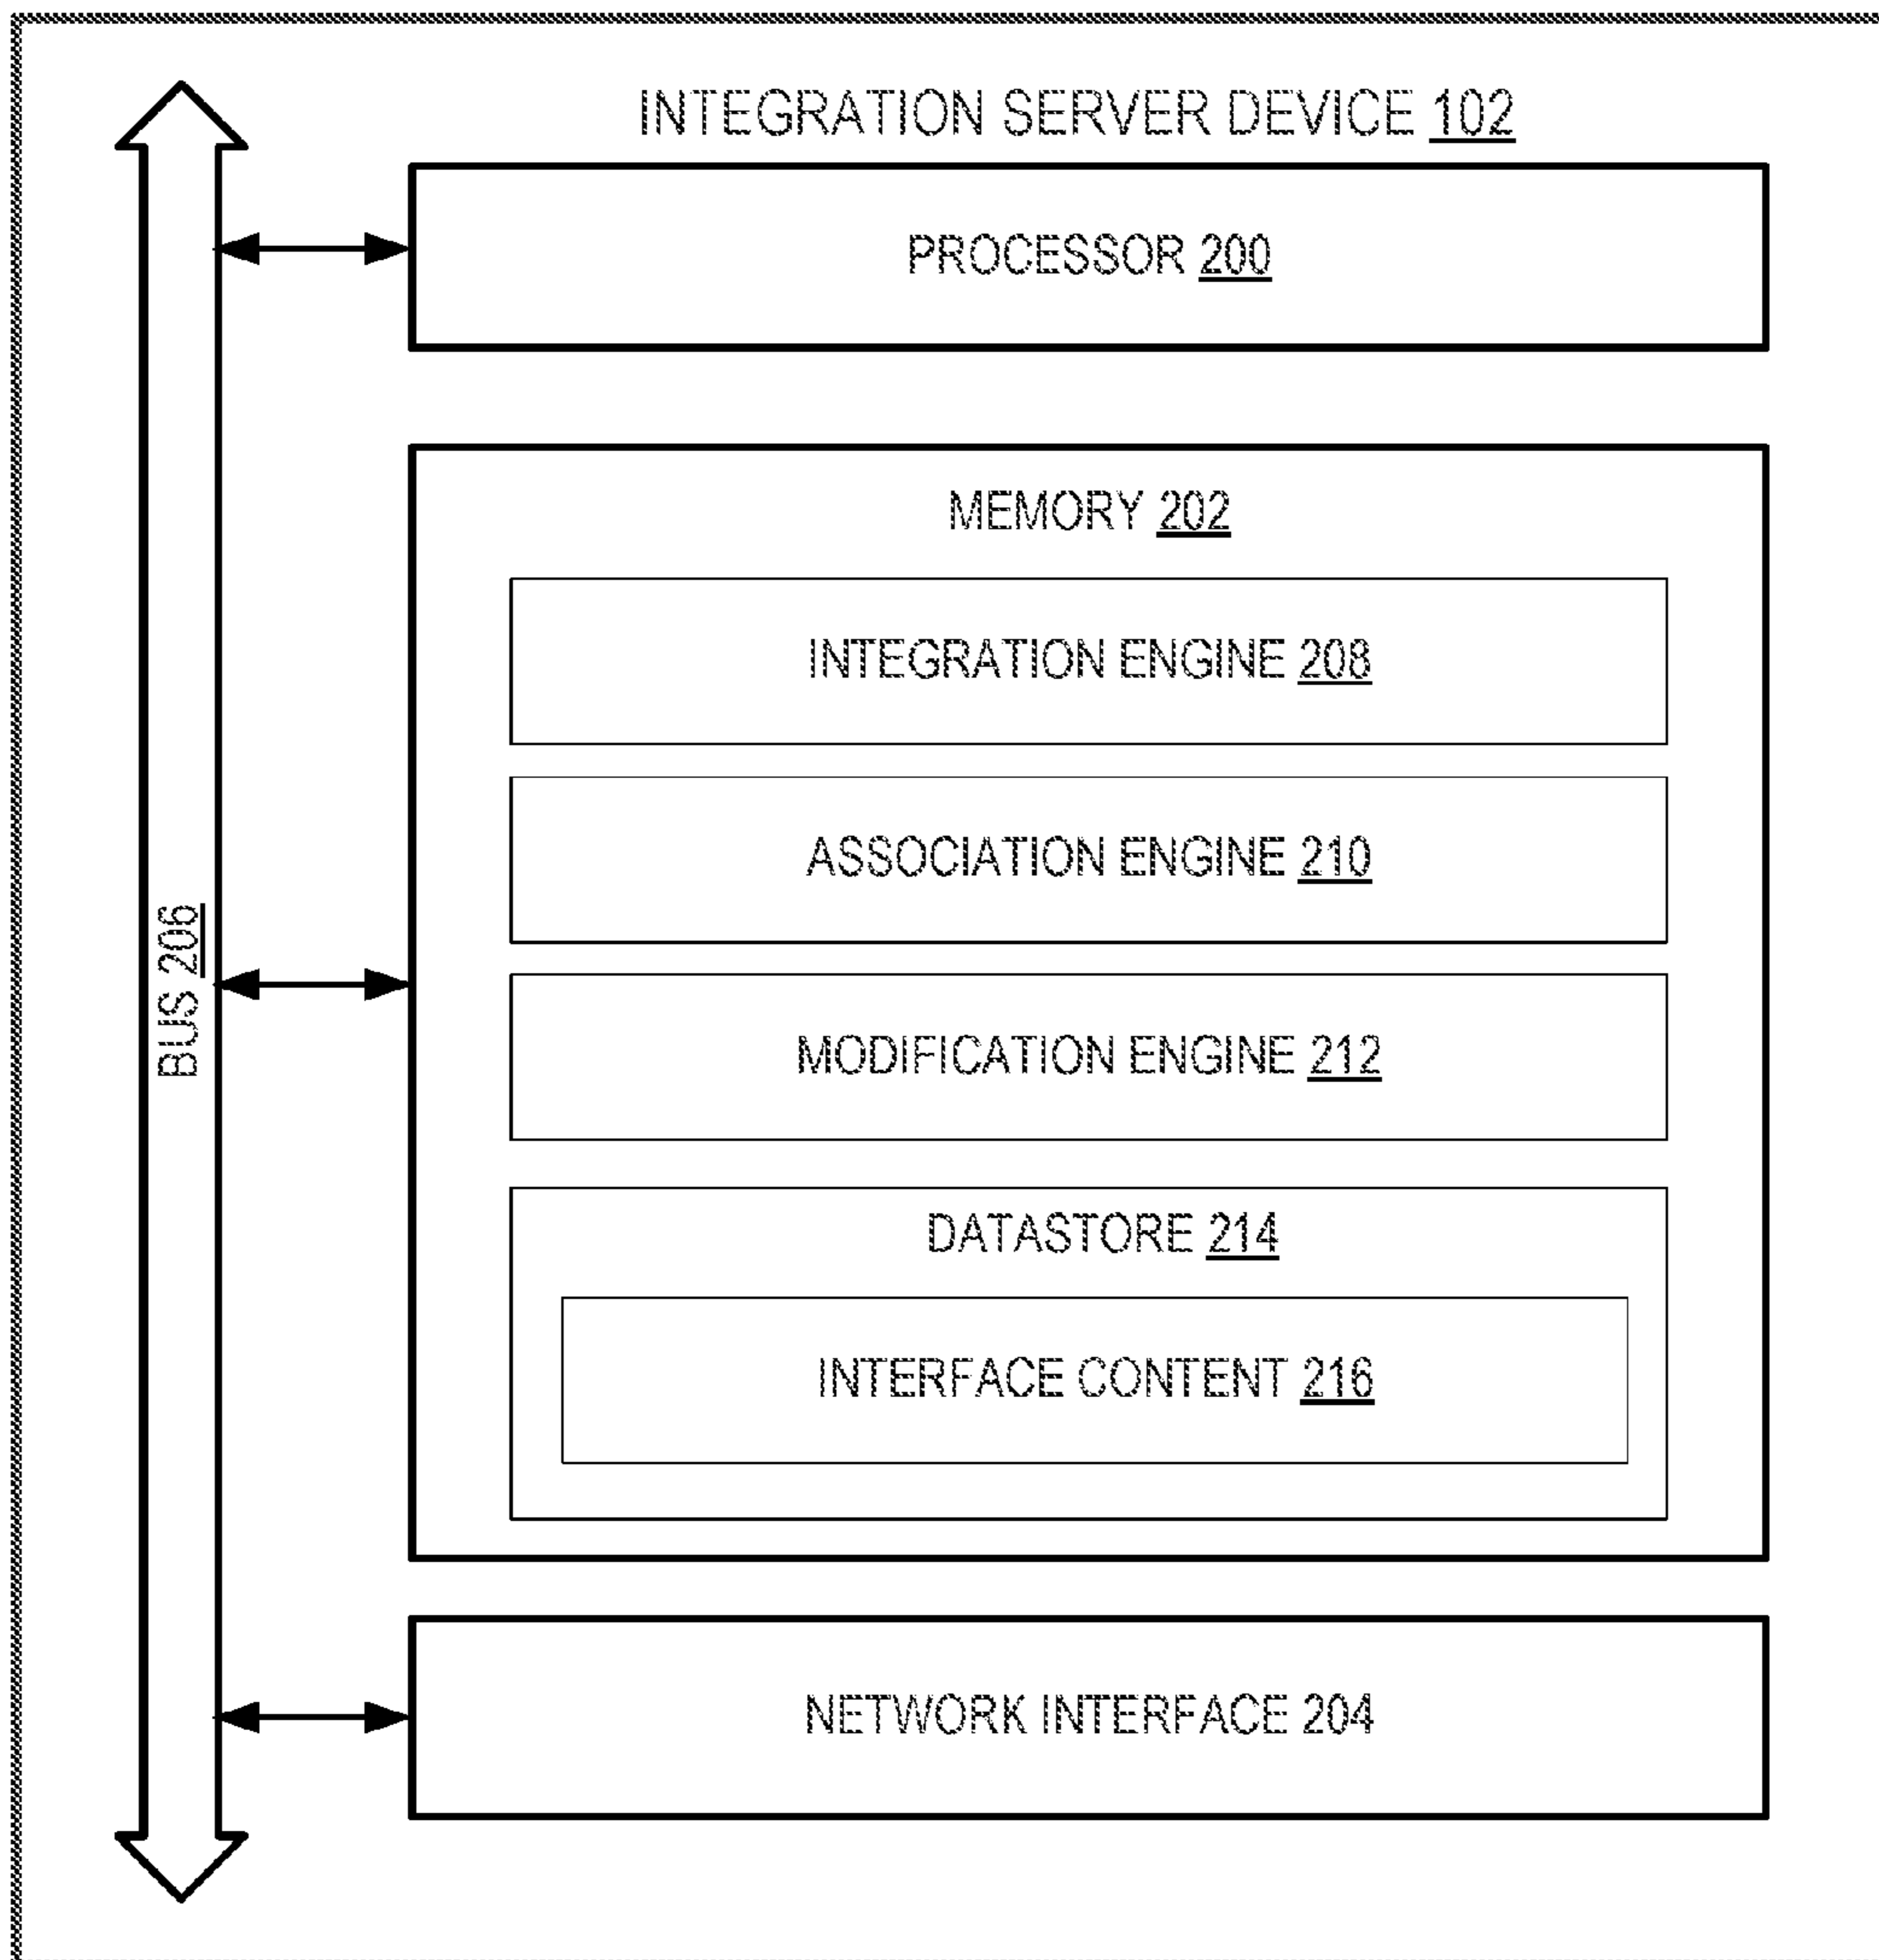 INTEGRATION SERVER DEVICE 102
PROCESSOR 200
MEMORY 202
INTEGRATION ENGINE 208
ASSOCIATION ENGINE 210
MODIFICATION ENGINE 212
DATASTORE 214
INTERFACE CONTENT 216
NETWORK INTERFACE 204
BUS 206